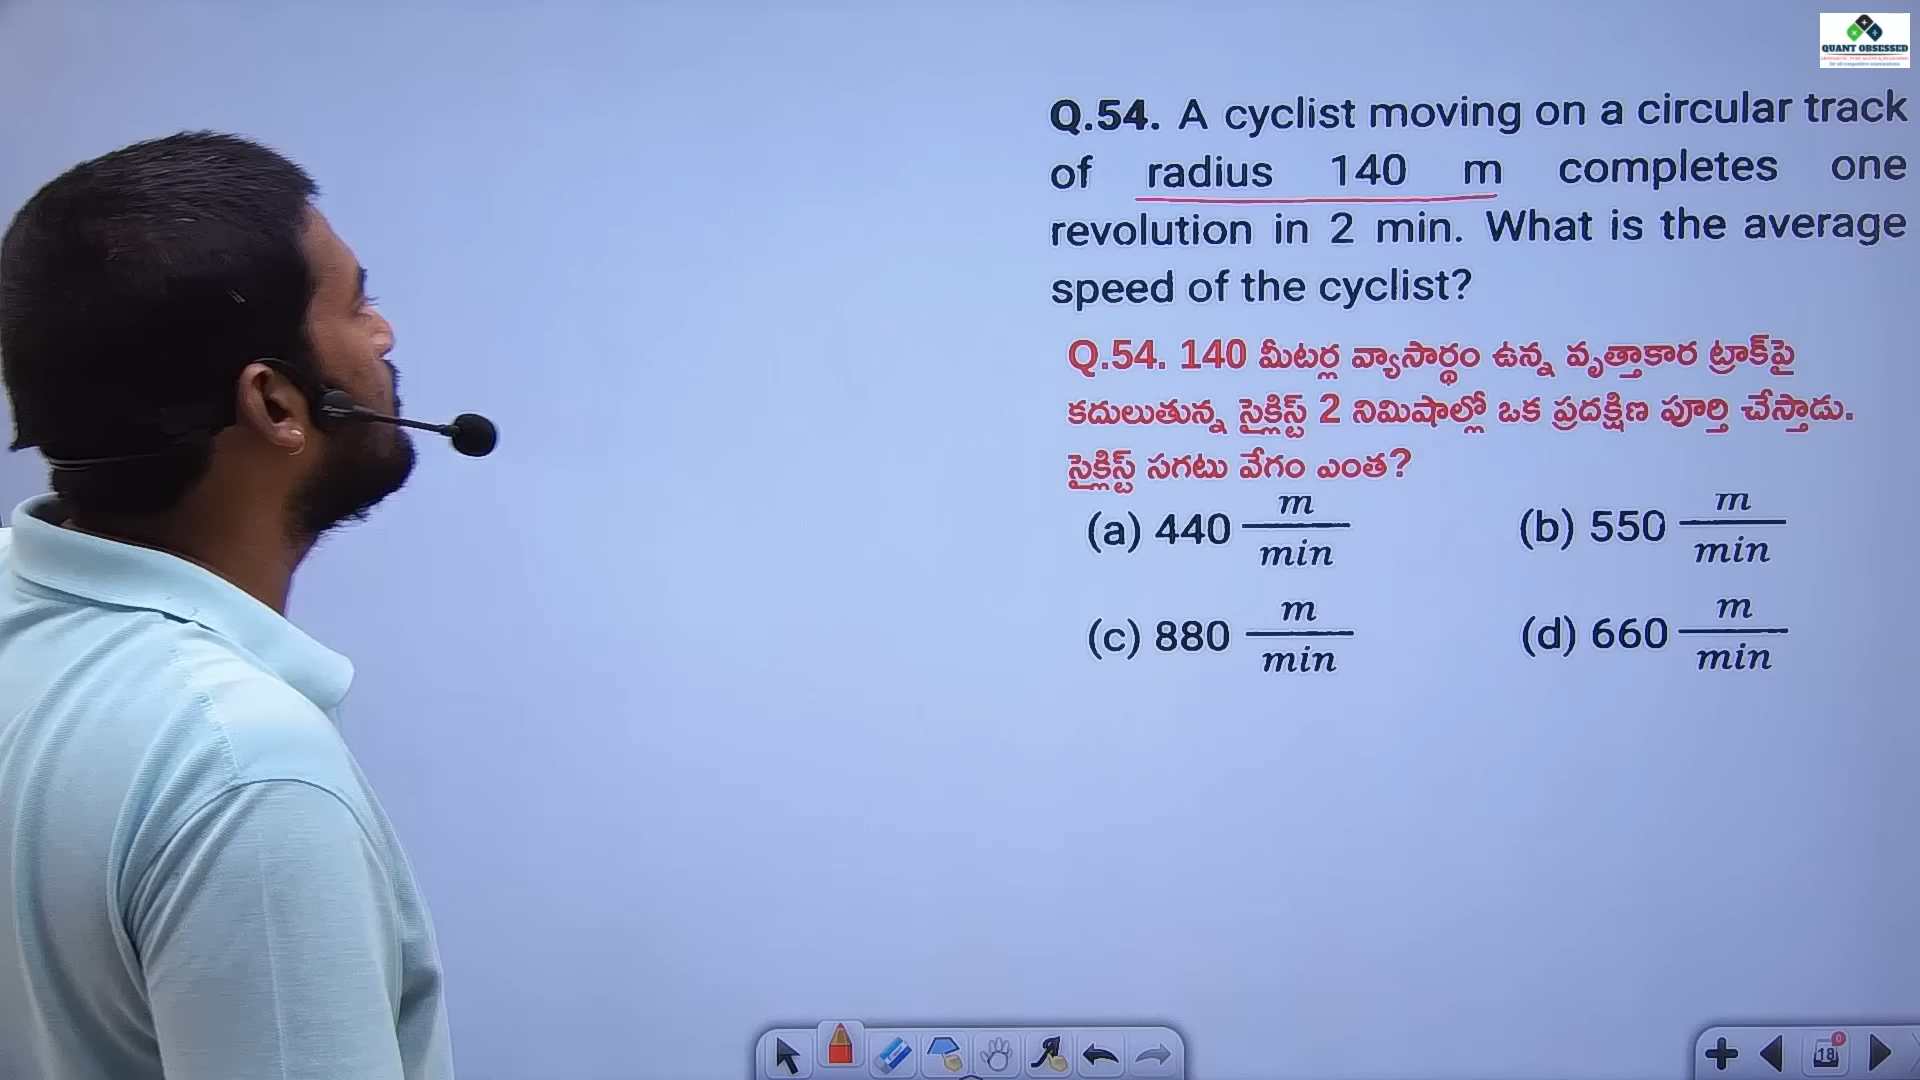 QUANT OBSESSED
Q.54. A cyclist moving on a circular track
of radius 140 m completes one
revolution in 2 min. What is the average
speed of the cyclist?
Q.54. 140 మీటర్ల వ్యాసార్థం ఉన్న వృత్తాకార ట్రాక్‌పై
కదులుతున్న సైక్లిస్ట్ 2 నిమిషాల్లో ఒక ప్రదక్షిణ పూర్తి చేస్తాడు.
సైక్లిస్ట్ సగటు వేగం ఎంత?
(a) 440 m/min (b) 550 m/min
(c) 880 m/min (d) 660 m/min
18
0